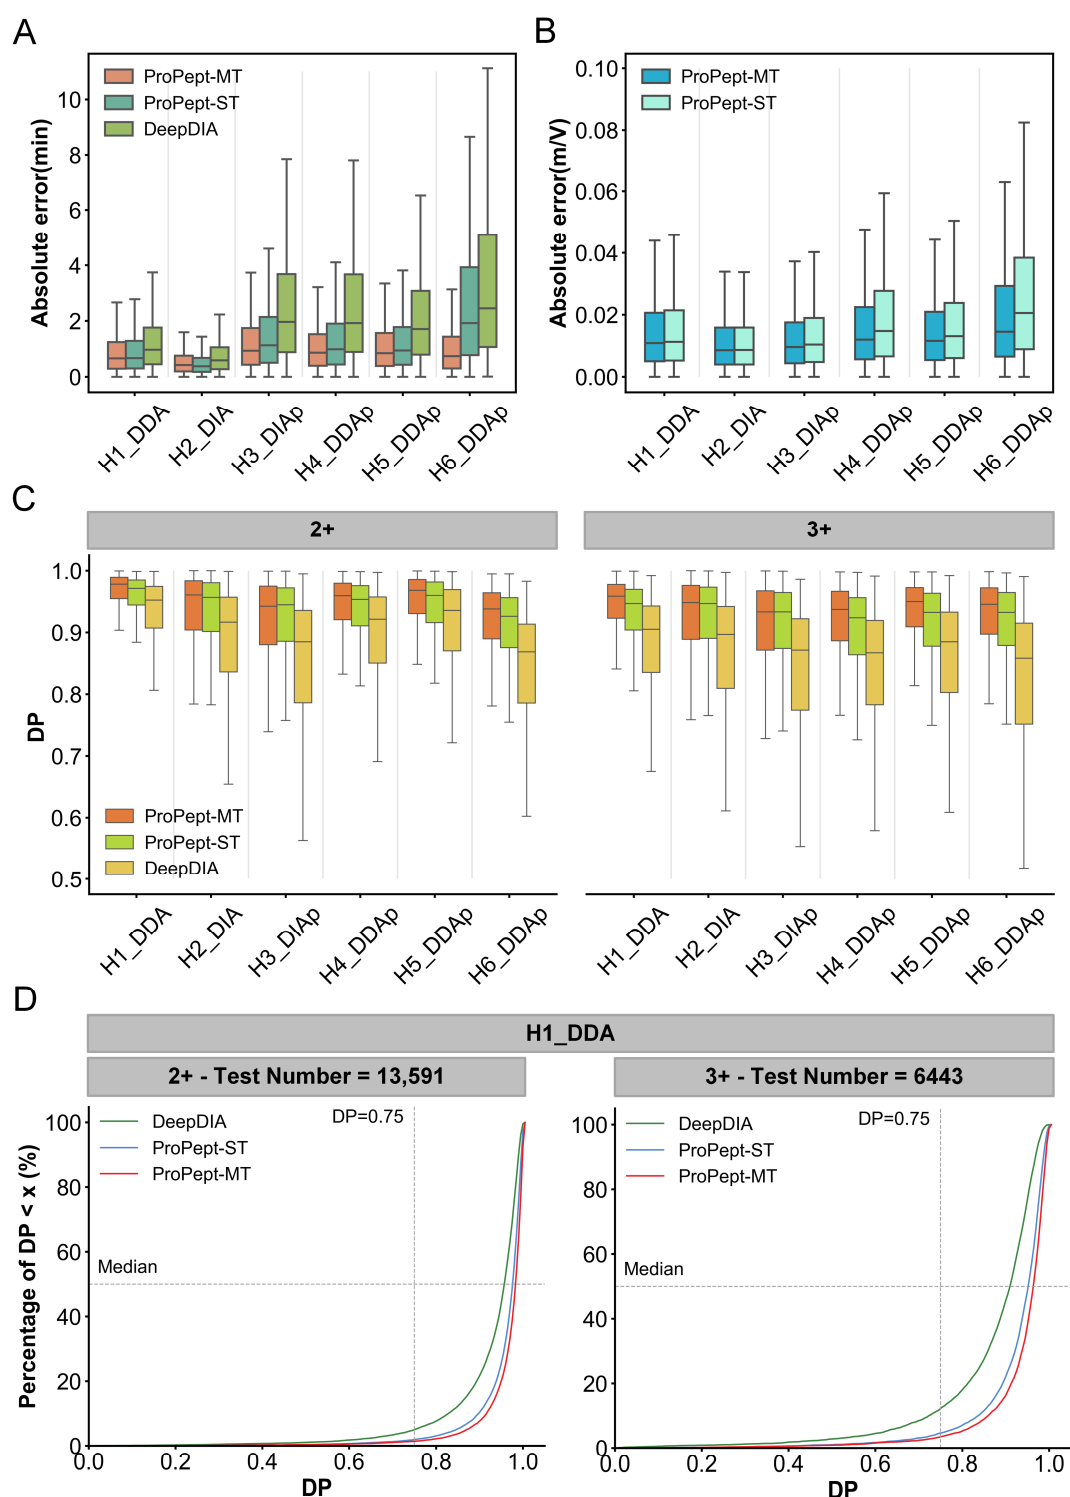 A
ProPept-MT
ProPept-ST
DeepDIA
Absolute error(min)
10
8
6
4
2
0
H1_DDA
H2_DIA
H3_DIAp
H4_DDAp
H5_DDAp
H6_DDAp
B
ProPept-MT
ProPept-ST
Absolute error(m/V)
0.10
0.08
0.06
0.04
0.02
0.00
H1_DDA
H2_DIA
H3_DIAp
H4_DDAp
H5_DDAp
H6_DDAp
C
2+
3+
DP
1.0
0.9
0.8
0.7
0.6
0.5
ProPept-MT
ProPept-ST
DeepDIA
H1_DDA
H2_DIA
H3_DIAp
H4_DDAp
H5_DDAp
H6_DDAp
H1_DDA
H2_DIA
H3_DIAp
H4_DDAp
H5_DDAp
H6_DDAp
D
H1_DDA
2+ - Test Number = 13,591
Percentage of DP < x (%)
100
80
60
40
20
0
DeepDIA
ProPept-ST
ProPept-MT
DP=0.75
Median
0.0 0.2 0.4 0.6 0.8 1.0
DP
3+ - Test Number = 6443
100
80
60
40
20
0
DeepDIA
ProPept-ST
ProPept-MT
DP=0.75
Median
0.0 0.2 0.4 0.6 0.8 1.0
DP